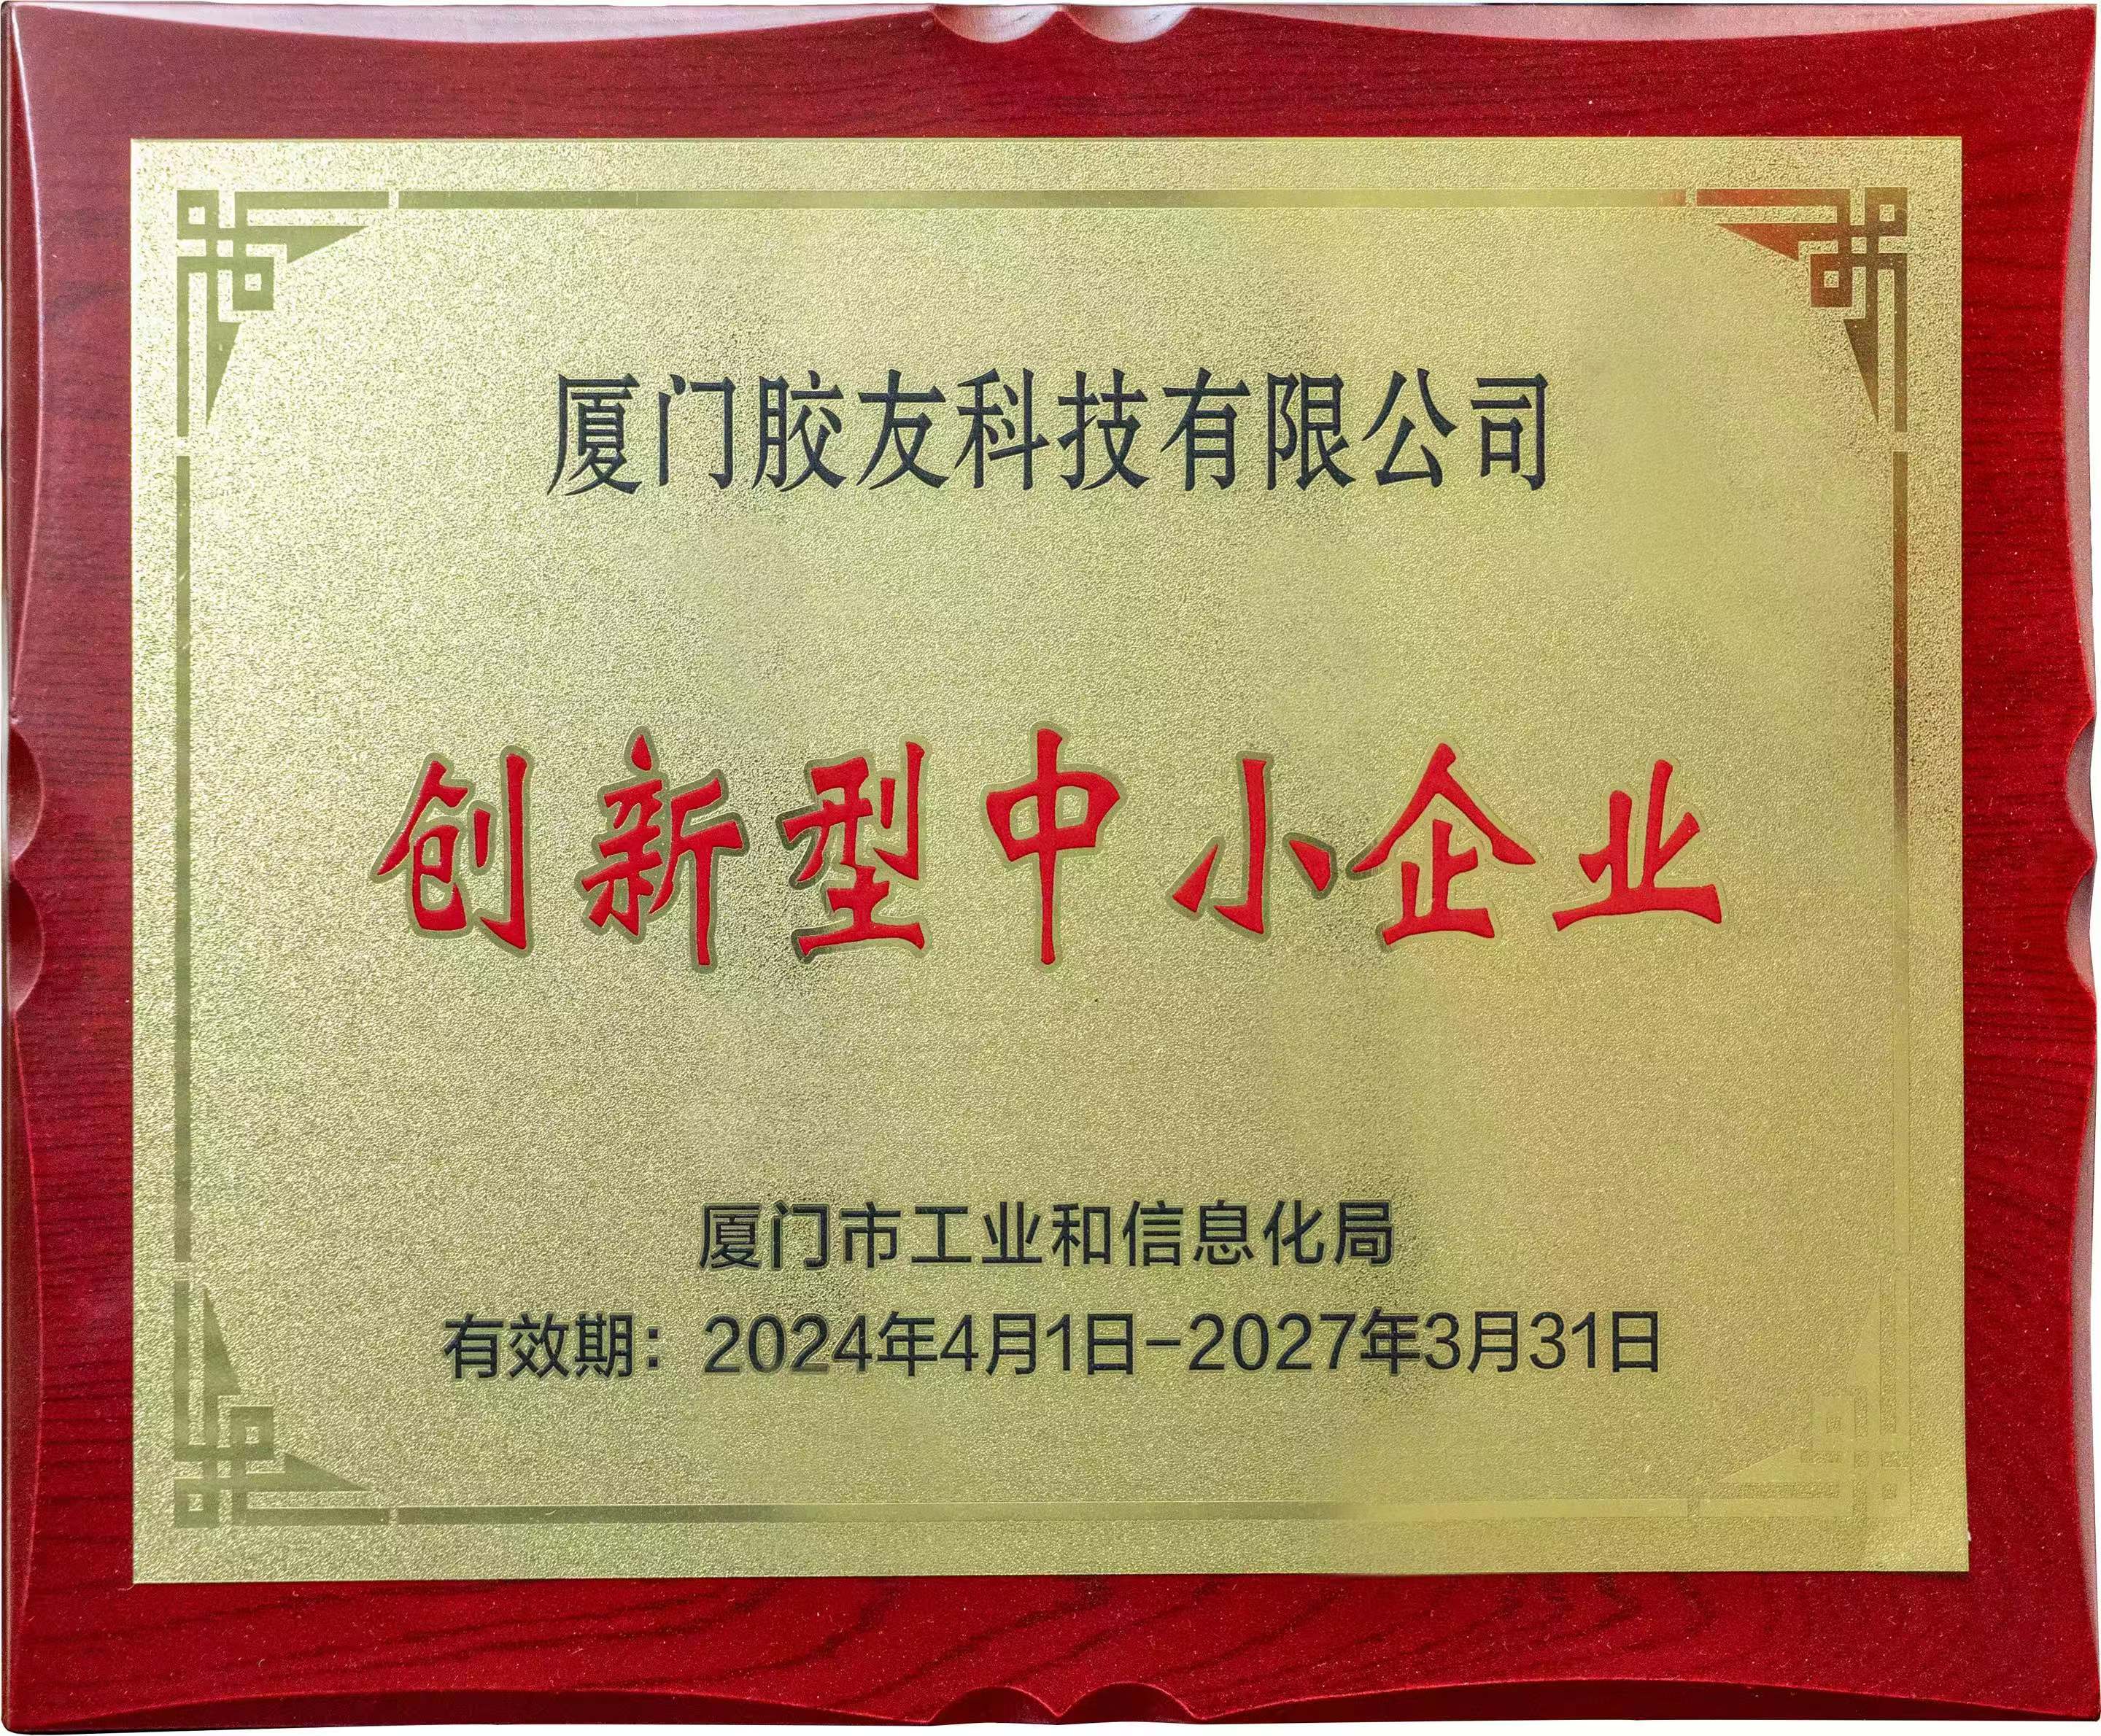 厦门胶友科技有限公司
创新型中小企业
厦门市工业和信息化局
有效期：2024年4月1日-2027年3月31日